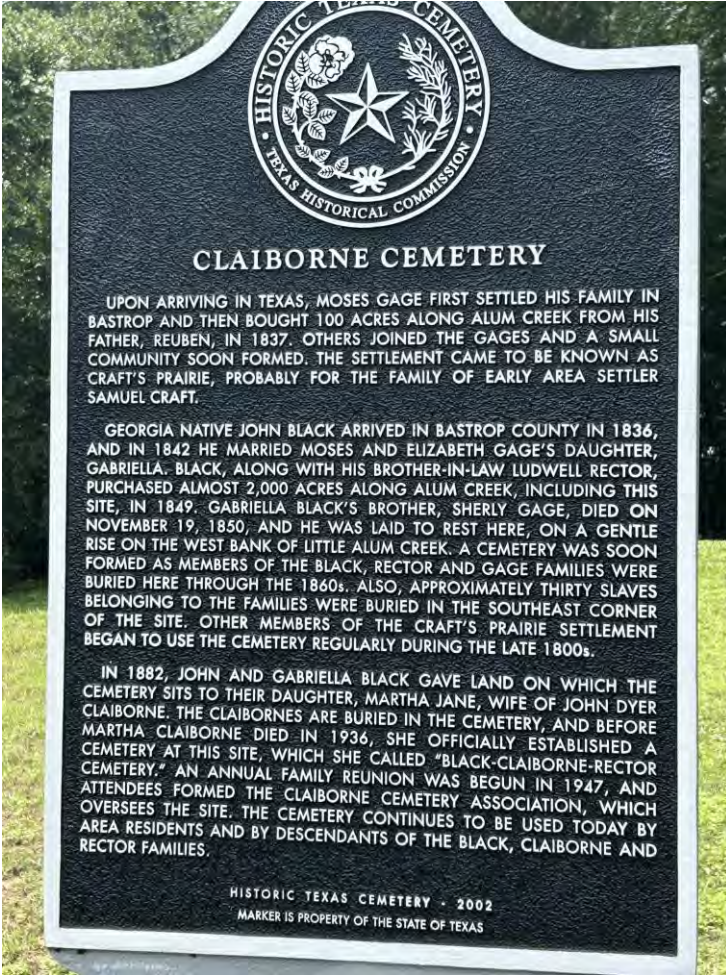 HISTORIC TEXAS CEMETERY
TEXAS HISTORICAL COMMISSION
CLAIBORNE CEMETERY
UPON ARRIVING IN TEXAS, MOSES GAGE FIRST SETTLED HIS FAMILY IN
BASTROP AND THEN BOUGHT 100 ACRES ALONG ALUM CREEK FROM HIS
FATHER, REUBEN, IN 1837. OTHERS JOINED THE GAGES AND A SMALL
COMMUNITY SOON FORMED. THE SETTLEMENT CAME TO BE KNOWN AS
CRAFT'S PRAIRIE, PROBABLY FOR THE FAMILY OF EARLY AREA SETTLER
SAMUEL CRAFT.
GEORGIA NATIVE JOHN BLACK ARRIVED IN BASTROP COUNTY IN 1836,
AND IN 1842 HE MARRIED MOSES AND ELIZABETH GAGE'S DAUGHTER,
GABRIELLA. BLACK, ALONG WITH HIS BROTHER-IN-LAW LUDWELL RECTOR,
PURCHASED ALMOST 2,000 ACRES ALONG ALUM CREEK, INCLUDING THIS
SITE, IN 1849. GABRIELLA BLACK'S BROTHER, SHERLY GAGE, DIED ON
NOVEMBER 19, 1850, AND HE WAS LAID TO REST HERE, ON A GENTLE
RISE ON THE WEST BANK OF LITTLE ALUM CREEK. A CEMETERY WAS SOON
FORMED AS MEMBERS OF THE BLACK, RECTOR AND GAGE FAMILIES WERE
BURIED HERE THROUGH THE 1860s. ALSO, APPROXIMATELY THIRTY SLAVES
BELONGING TO THE FAMILIES WERE BURIED IN THE SOUTHEAST CORNER
OF THE SITE. OTHER MEMBERS OF THE CRAFT'S PRAIRIE SETTLEMENT
BEGAN TO USE THE CEMETERY REGULARLY DURING THE LATE 1800s.
IN 1882, JOHN AND GABRIELLA BLACK GAVE LAND ON WHICH THE
CEMETERY SITS TO THEIR DAUGHTER, MARTHA JANE, WIFE OF JOHN DYER
CLAIBORNE. THE CLAIBORNES ARE BURIED IN THE CEMETERY, AND BEFORE
MARTHA CLAIBORNE DIED IN 1936, SHE OFFICIALLY ESTABLISHED A
CEMETERY AT THIS SITE, WHICH SHE CALLED "BLACK-CLAIBORNE-RECTOR
CEMETERY." AN ANNUAL FAMILY REUNION WAS BEGUN IN 1947, AND
ATTENDEES FORMED THE CLAIBORNE CEMETERY ASSOCIATION, WHICH
OVERSEES THE SITE. THE CEMETERY CONTINUES TO BE USED TODAY BY
AREA RESIDENTS AND BY DESCENDANTS OF THE BLACK, CLAIBORNE AND
RECTOR FAMILIES.
HISTORIC TEXAS CEMETERY - 2002
MARKER IS PROPERTY OF THE STATE OF TEXAS